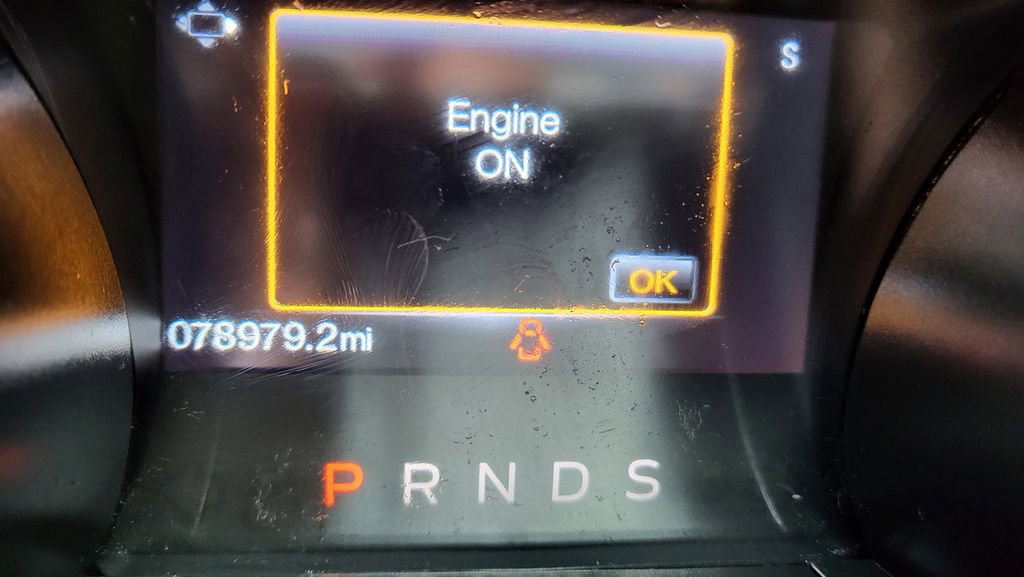 S
Engine
ON
OK
078979.2mi
P R N D S